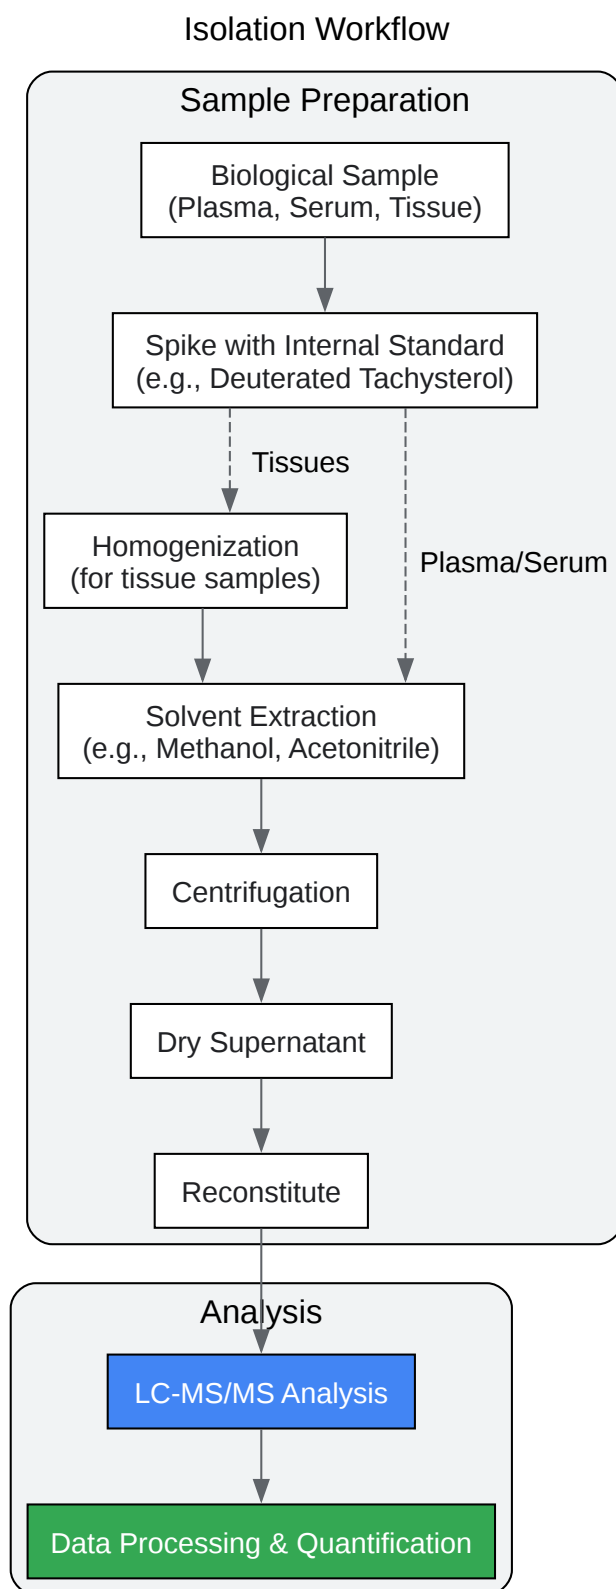 Isolation Workflow
Sample Preparation
Biological Sample
(Plasma, Serum, Tissue)
Spike with Internal Standard
(e.g., Deuterated Tachysterol)
Tissues
Homogenization
(for tissue samples)
Plasma/Serum
Solvent Extraction
(e.g., Methanol, Acetonitrile)
Centrifugation
Dry Supernatant
Reconstitute
Analysis
LC-MS/MS Analysis
Data Processing & Quantification